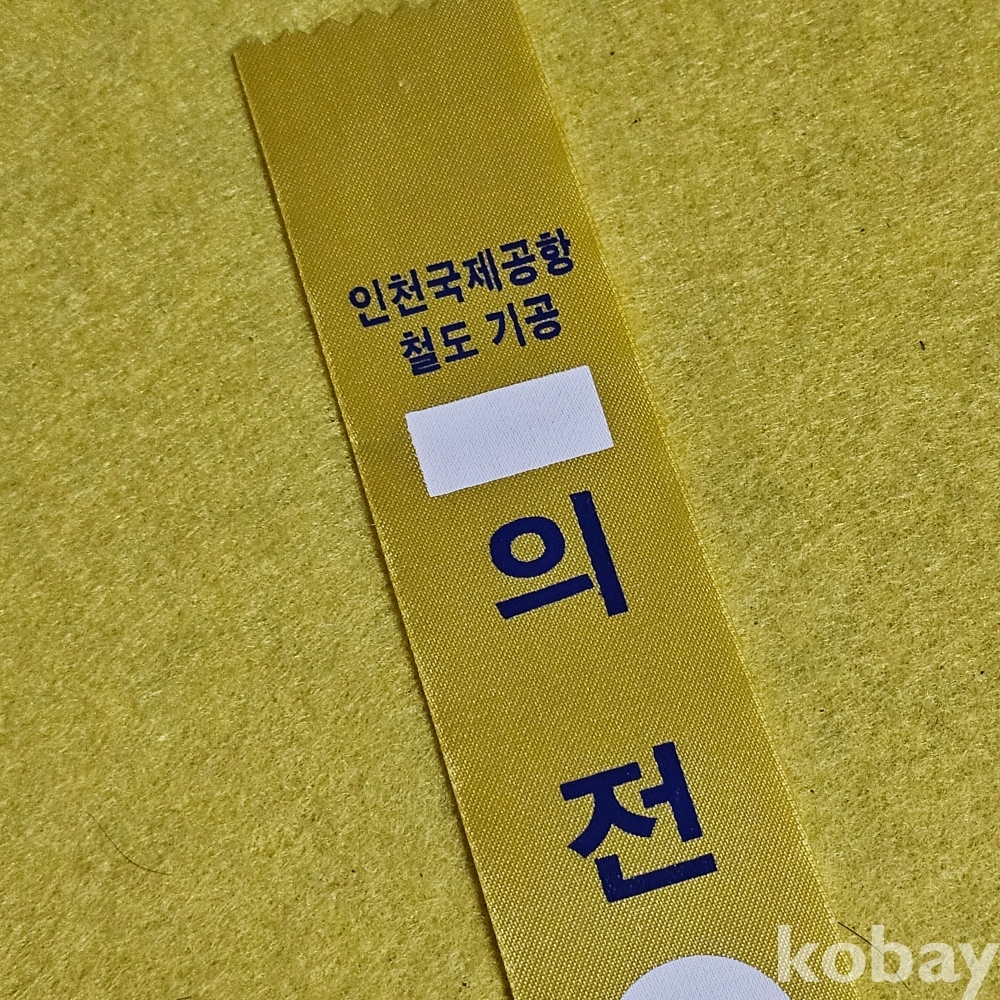 인천국제공항
철도 기공
의
전
kobay